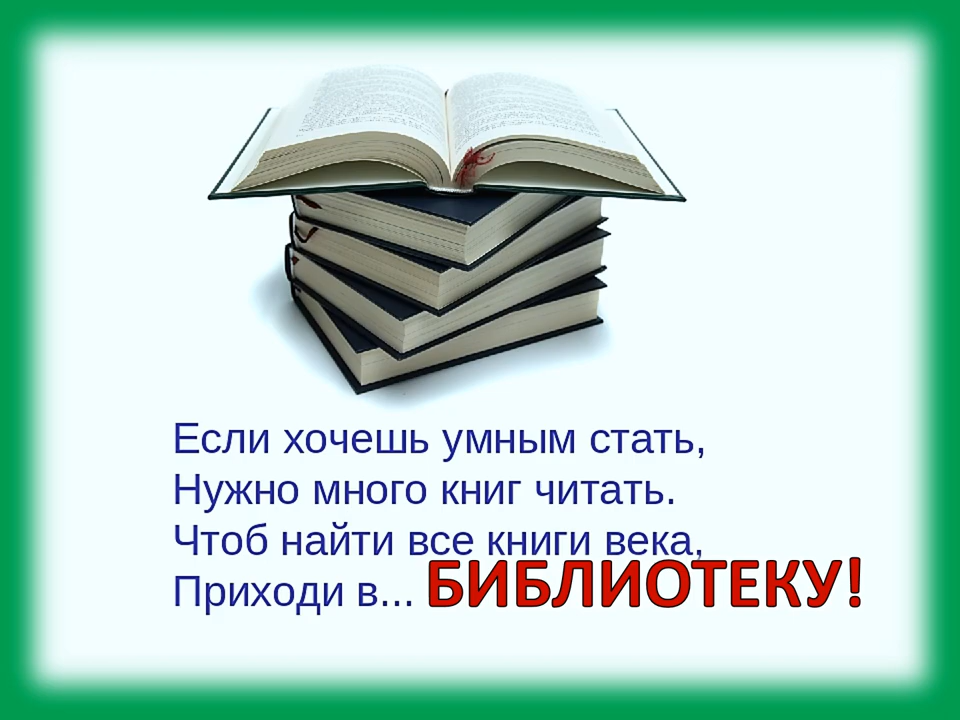 Если хочешь умным стать,
Нужно много книг читать.
Чтоб найти все книги века,
Приходи в... БИБЛИОТЕКУ!